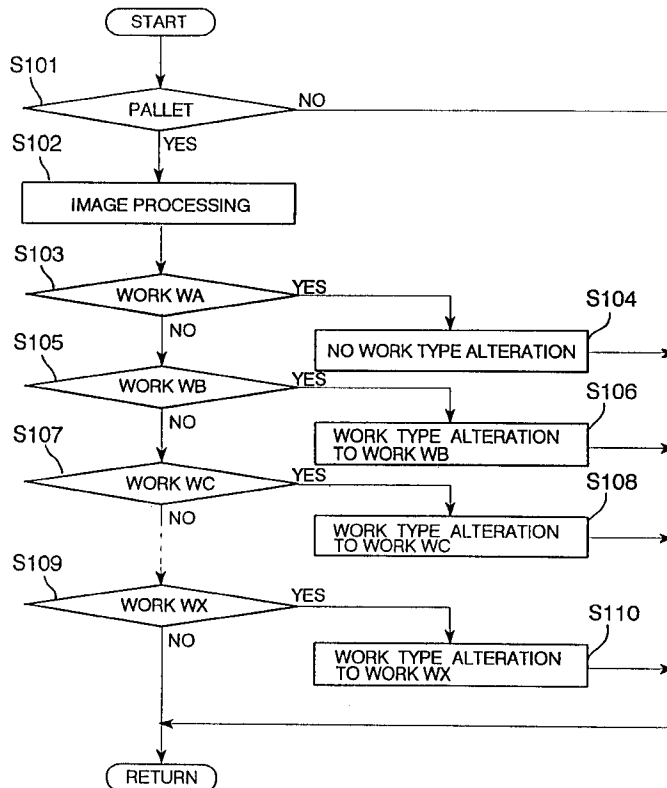 START
S101
PALLET
NO
YES
S102
IMAGE PROCESSING
S103
WORK WA
YES
NO
S104
NO WORK TYPE ALTERATION
S105
WORK WB
YES
NO
S106
WORK TYPE ALTERATION
TO WORK WB
S107
WORK WC
YES
NO
S108
WORK TYPE ALTERATION
TO WORK WC
S109
WORK WX
YES
NO
S110
WORK TYPE ALTERATION
TO WORK WX
RETURN